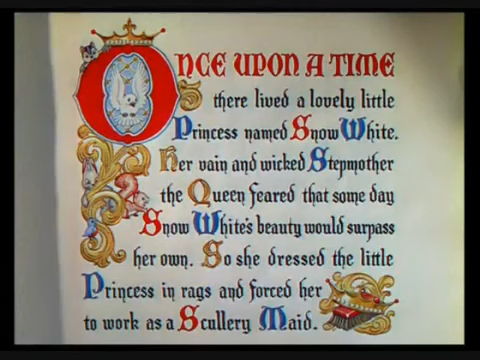 ONCE UPON A TIME
there lived a lovely little
Princess named Snow White.
Her vain and wicked Stepmother
the Queen feared that some day
Snow White's beauty would surpass
her own. So she dressed the little
Princess in rags and forced her
to work as a Scullery Maid.